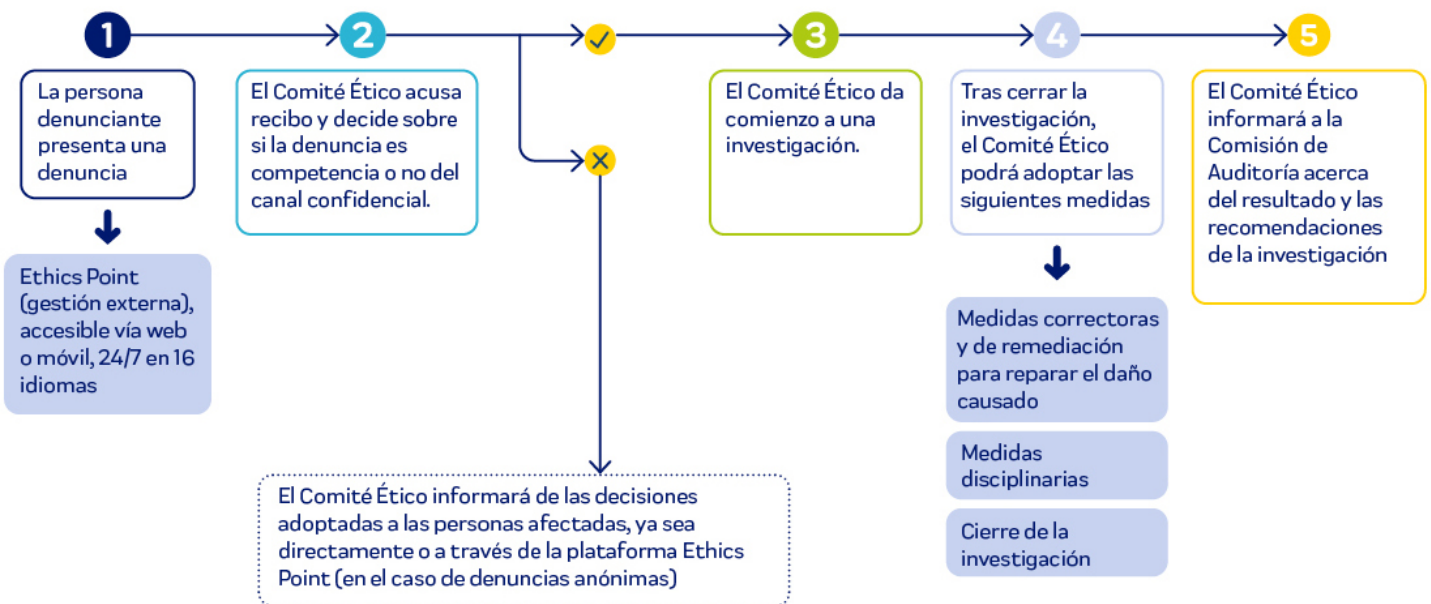 1
La persona
denunciante
presenta una
denuncia
Ethics Point
(gestión externa),
accesible vía web
o móvil, 24/7 en 16
idiomas
2
El Comité Ético acusa
recibo y decide sobre
si la denuncia es
competencia o no del
canal confidencial.
El Comité Ético informará de las decisiones
adoptadas a las personas afectadas, ya sea
directamente o a través de la plataforma Ethics
Point (en el caso de denuncias anónimas)
3
El Comité Ético da
comienzo a una
investigación.
4
Tras cerrar la
investigación,
el Comité Ético
podrá adoptar las
siguientes medidas
Medidas correctoras
y de remediación
para reparar el daño
causado
Medidas
disciplinarias
Cierre de la
investigación
5
El Comité Ético
informará a la
Comisión de
Auditoría acerca
del resultado y las
recomendaciones
de la investigación